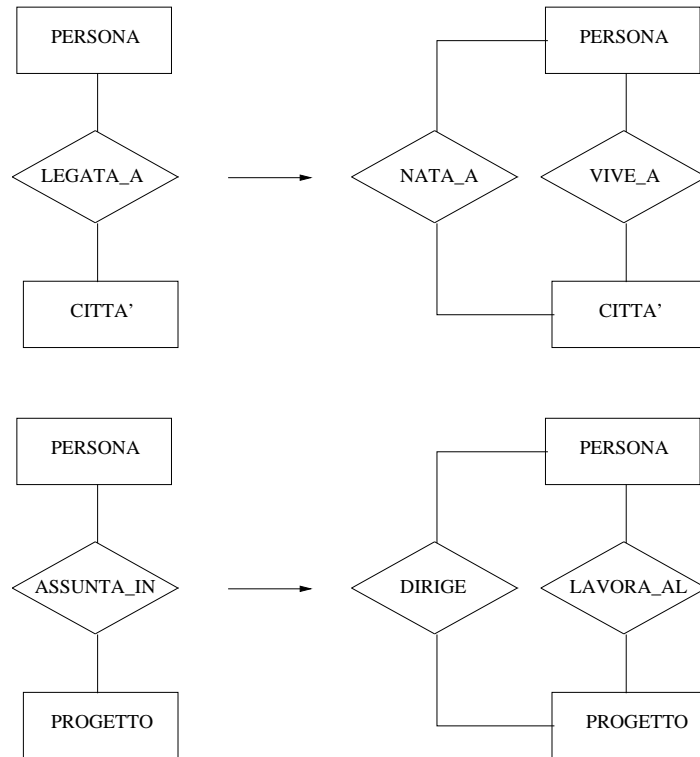 PERSONA
PERSONA
LEGATA_A
NATA_A
VIVE_A
CITTA'
CITTA'
PERSONA
PERSONA
ASSUNTA_IN
DIRIGE
LAVORA_AL
PROGETTO
PROGETTO